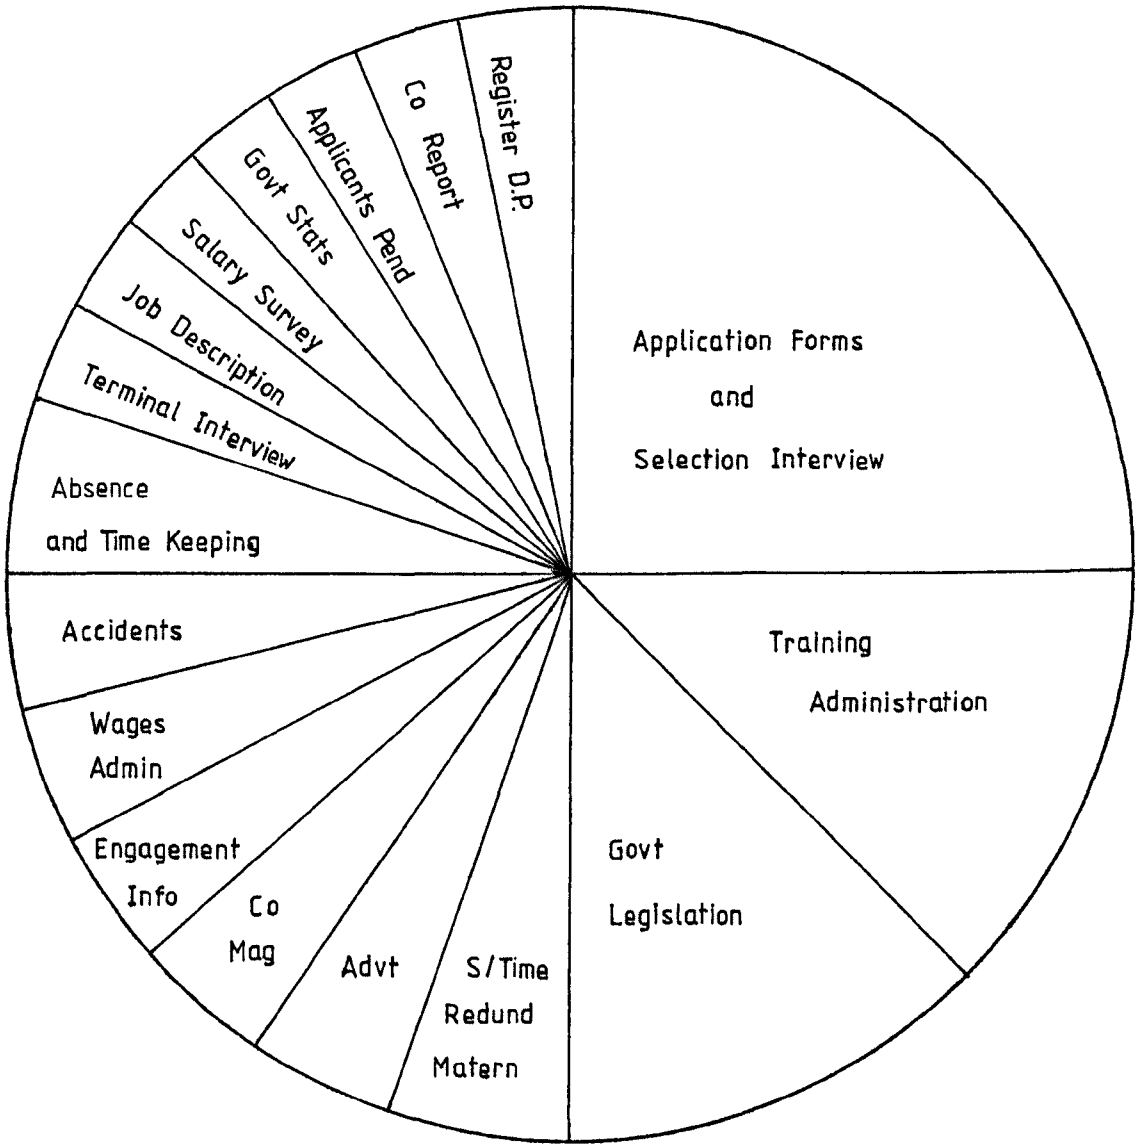 Application Forms
and
Selection Interview
Training
Administration
Govt
Legislation
S/Time
Redund
Matern
Advt
Co
Mag
Engagement
Info
Wages
Admin
Accidents
Absence
and Time Keeping
Terminal Interview
Job Description
Salary Survey
Govt Stats
Applicants Pend
Co Report
Register D.P.